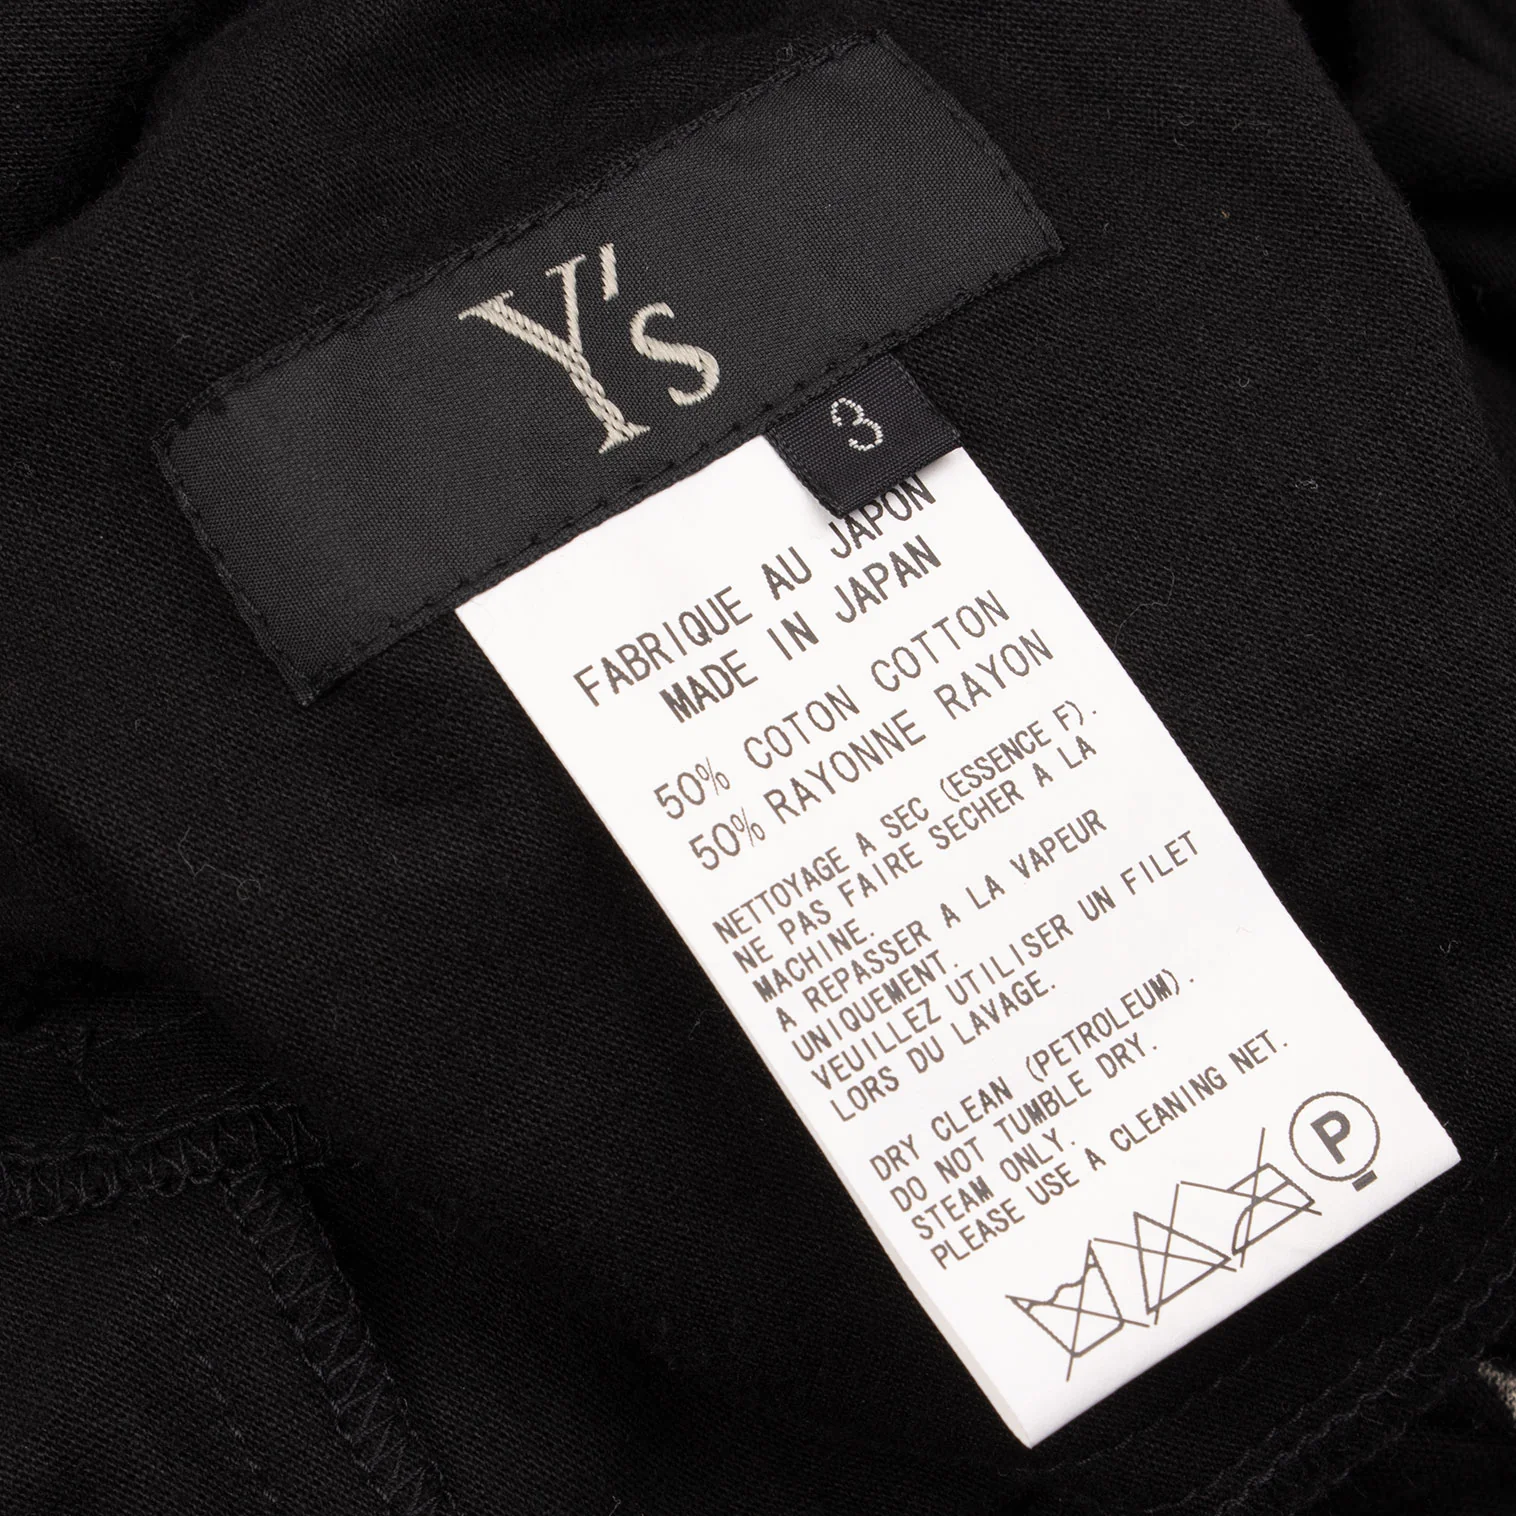 Y's
3
FABRIQUE AU JAPON
MADE IN JAPAN
50% COTON COTTON
50% RAYONNE RAYON
NETTOYAGE A SEC (ESSENCE F).
NE PAS FAIRE SECHER A LA
MACHINE.
A REPASSER A LA VAPEUR
UNIQUEMENT.
VEUILLEZ UTILISER UN FILET
LORS DU LAVAGE.
DRY CLEAN (PETROLEUM).
DO NOT TUMBLE DRY.
STEAM ONLY.
PLEASE USE A CLEANING NET.
P